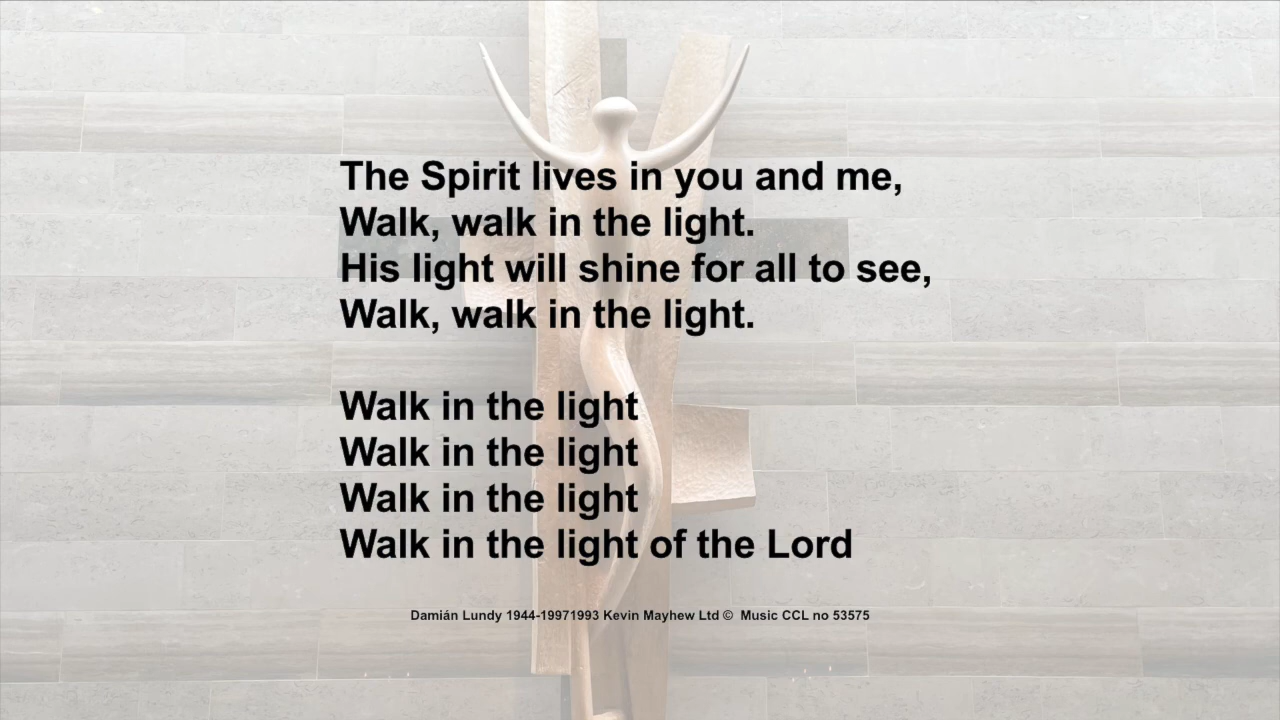 The Spirit lives in you and me,
Walk, walk in the light.
His light will shine for all to see,
Walk, walk in the light.

Walk in the light
Walk in the light
Walk in the light
Walk in the light of the Lord

Damián Lundy 1944-19971993 Kevin Mayhew Ltd ©  Music CCL no 53575